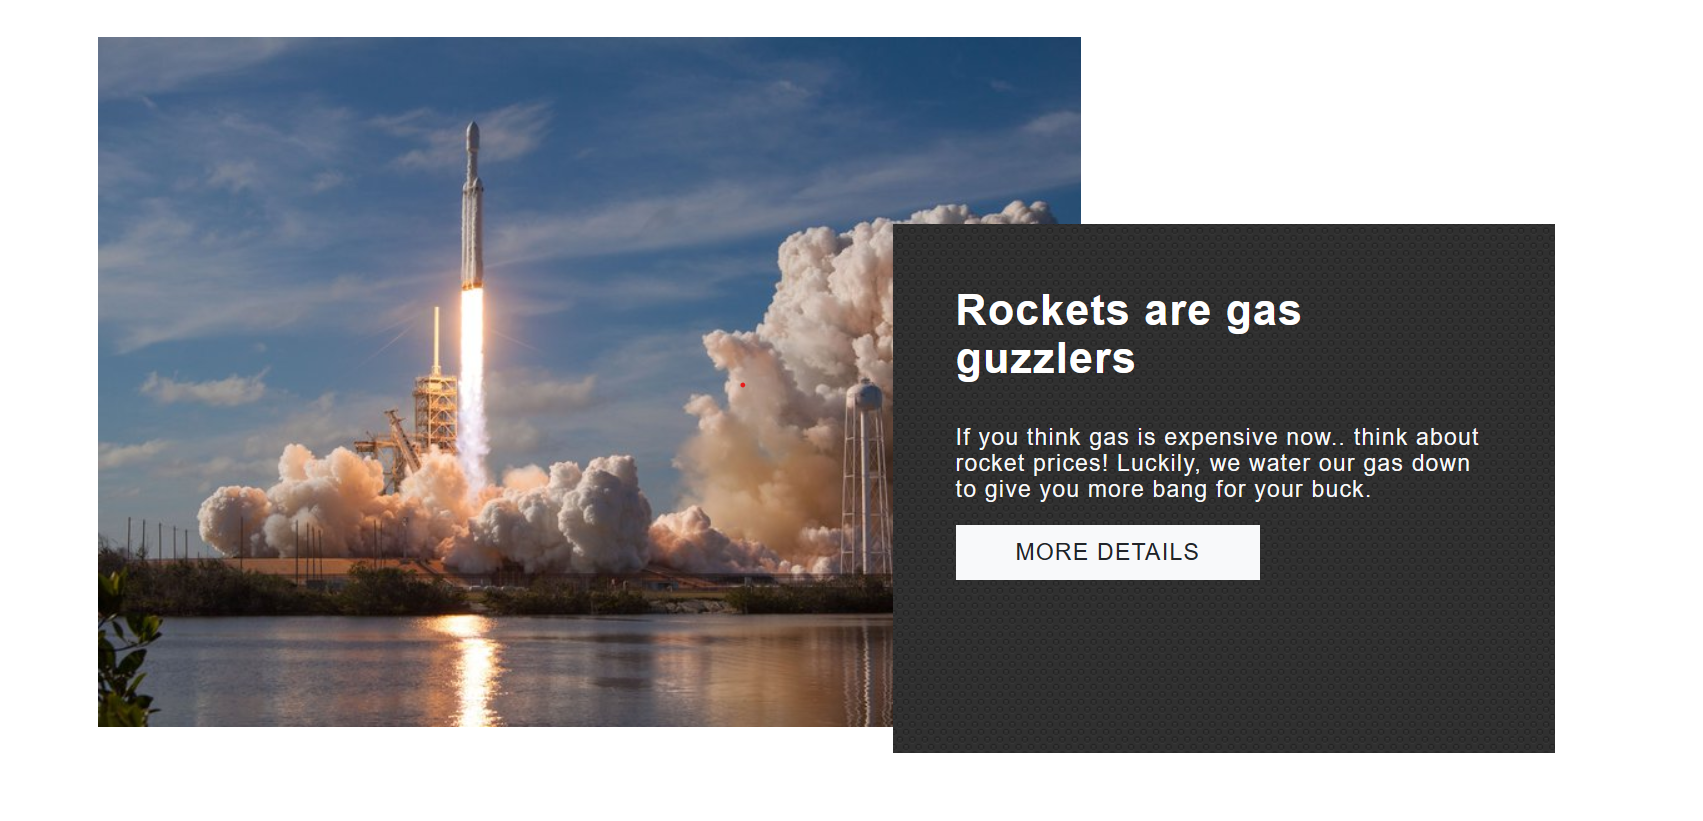 Rockets are gas
guzzlers
If you think gas is expensive now.. think about
rocket prices! Luckily, we water our gas down
to give you more bang for your buck.
MORE DETAILS